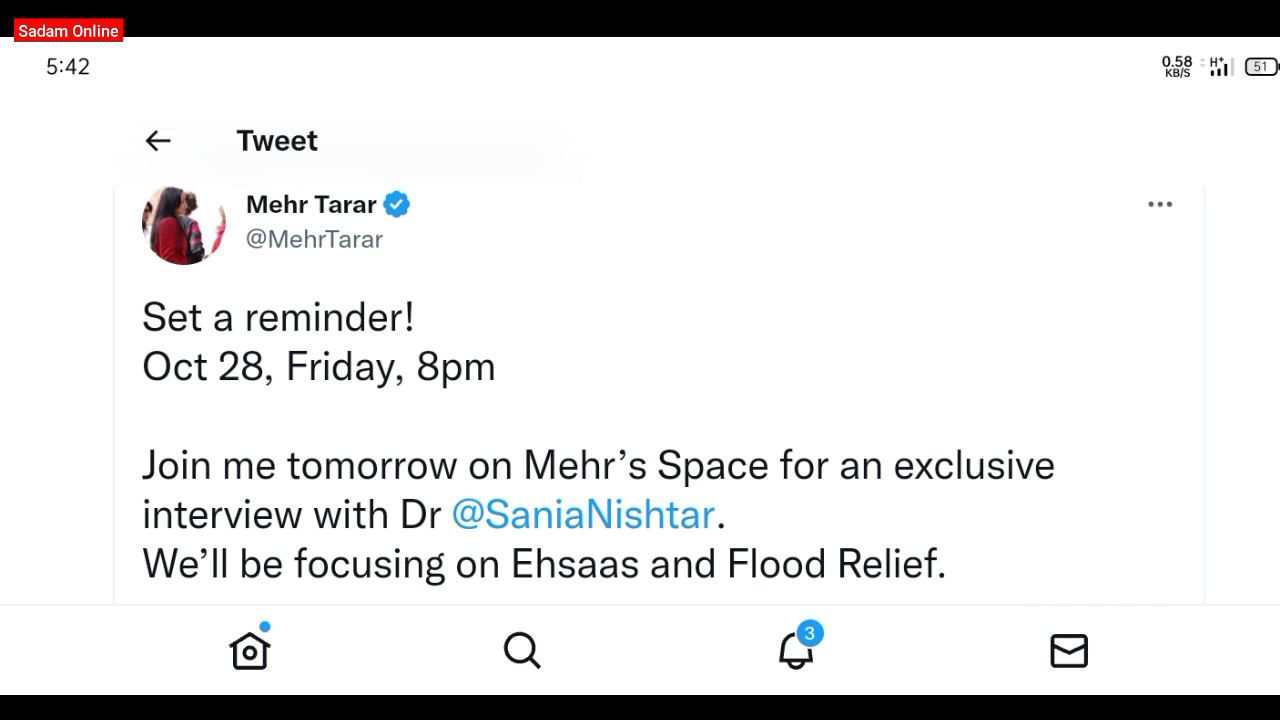 Sadam Online
5:42
0.58
KB/S
H+
51
Tweet
Mehr Tarar
@MehrTarar
Set a reminder!
Oct 28, Friday, 8pm
Join me tomorrow on Mehr’s Space for an exclusive
interview with Dr @SaniaNishtar.
We’ll be focusing on Ehsaas and Flood Relief.
3